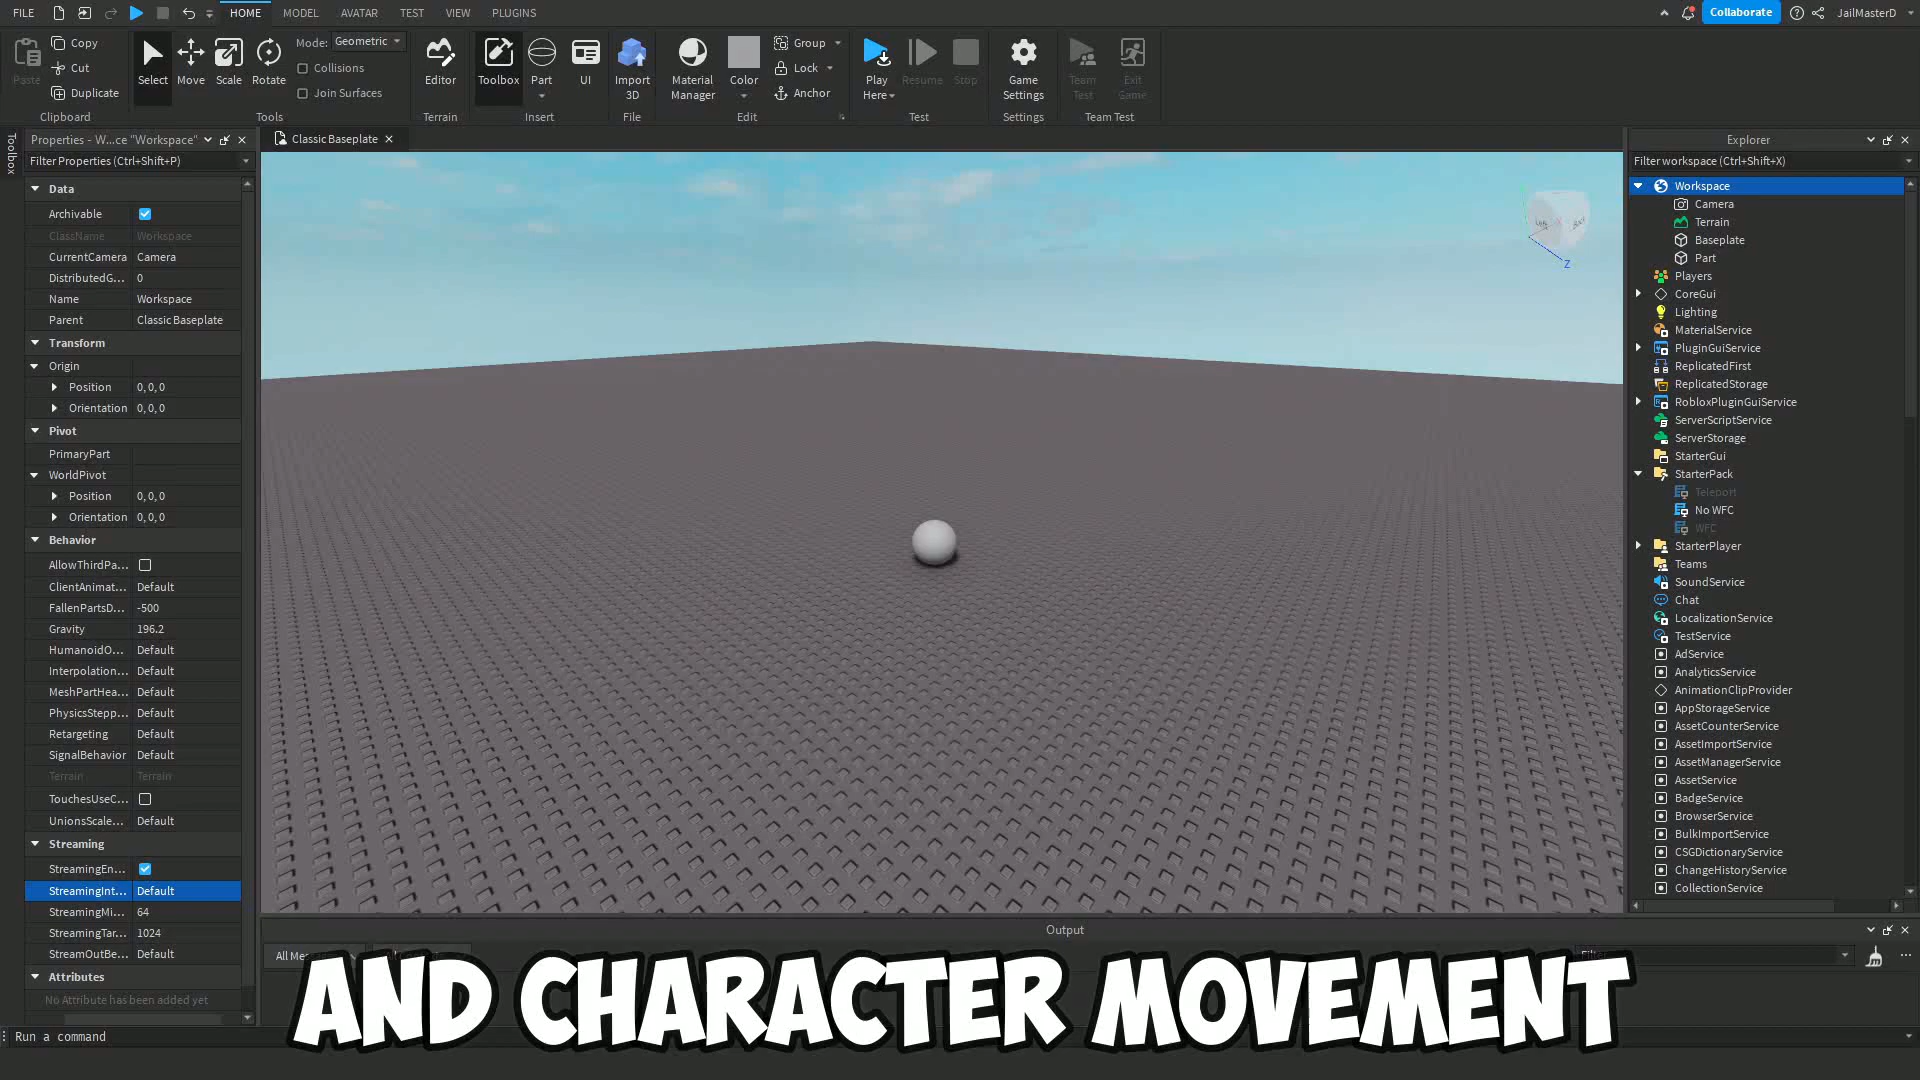 FILE HOME MODEL AVATAR TEST VIEW PLUGINS Collaborate JailMasterD
Paste Copy Cut Duplicate Clipboard
Select Move Scale Rotate Mode: Geometric Collisions Join Surfaces Tools
Editor Terrain
Toolbox Part UI Insert
Import 3D File
Material Manager Color Group Lock Anchor Edit
Play Here Resume Stop Test
Game Settings Settings
Team Test Exit Game Team Test
Toolbox
Properties - W...ce "Workspace"
Filter Properties (Ctrl+Shift+P)
Data
Archivable
ClassName Workspace
CurrentCamera Camera
DistributedG... 0
Name Workspace
Parent Classic Baseplate
Transform
Origin
Position 0, 0, 0
Orientation 0, 0, 0
Pivot
PrimaryPart
WorldPivot
Position 0, 0, 0
Orientation 0, 0, 0
Behavior
AllowThirdPa...
ClientAnimat... Default
FallenPartsD... -500
Gravity 196.2
HumanoidO... Default
Interpolation... Default
MeshPartHea... Default
PhysicsStepp... Default
Retargeting Default
SignalBehavior Default
Terrain Terrain
TouchesUseC...
UnionsScale... Default
Streaming
StreamingEn...
StreamingInt... Default
StreamingMi... 64
StreamingTar... 1024
StreamOutBe... Default
Attributes
No Attribute has been added yet
Classic Baseplate
Z
Explorer
Filter workspace (Ctrl+Shift+X)
Workspace
Camera
Terrain
Baseplate
Part
Players
CoreGui
Lighting
MaterialService
PluginGuiService
ReplicatedFirst
ReplicatedStorage
RobloxPluginGuiService
ServerScriptService
ServerStorage
StarterGui
StarterPack
Teleport
No WFC
WFC
StarterPlayer
Teams
SoundService
Chat
LocalizationService
TestService
AdService
AnalyticsService
AnimationClipProvider
AppStorageService
AssetCounterService
AssetImportService
AssetManagerService
AssetService
BadgeService
BrowserService
BulkImportService
CSGDictionaryService
ChangeHistoryService
CollectionService
Output
All
AND CHARACTER MOVEMENT
Run a command